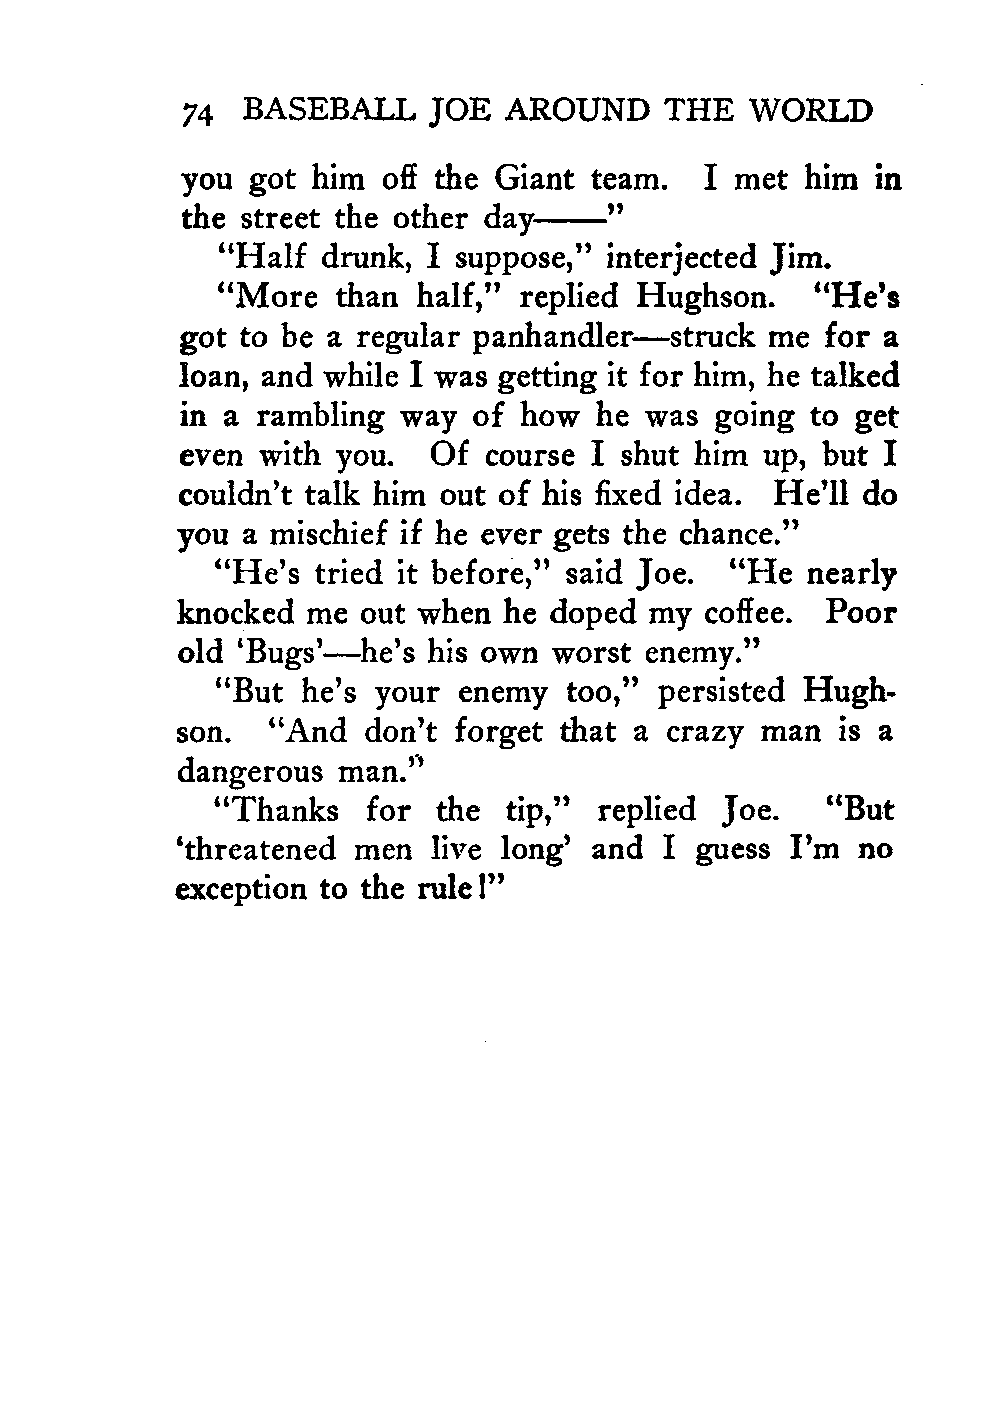 74 BASEBALL JOE AROUND THE WORLD
you got him off the Giant team. I met him in
the street the other day——”
“Half drunk, I suppose,” interjected Jim.
“More than half,” replied Hughson. “He’s
got to be a regular panhandler—struck me for a
loan, and while I was getting it for him, he talked
in a rambling way of how he was going to get
even with you. Of course I shut him up, but I
couldn’t talk him out of his fixed idea. He’ll do
you a mischief if he ever gets the chance.”
“He’s tried it before,” said Joe. “He nearly
knocked me out when he doped my coffee. Poor
old ‘Bugs’—he’s his own worst enemy.”
“But he’s your enemy too,” persisted Hugh-
son. “And don’t forget that a crazy man is a
dangerous man.”
“Thanks for the tip,” replied Joe. “But
‘threatened men live long’ and I guess I’m no
exception to the rule!”